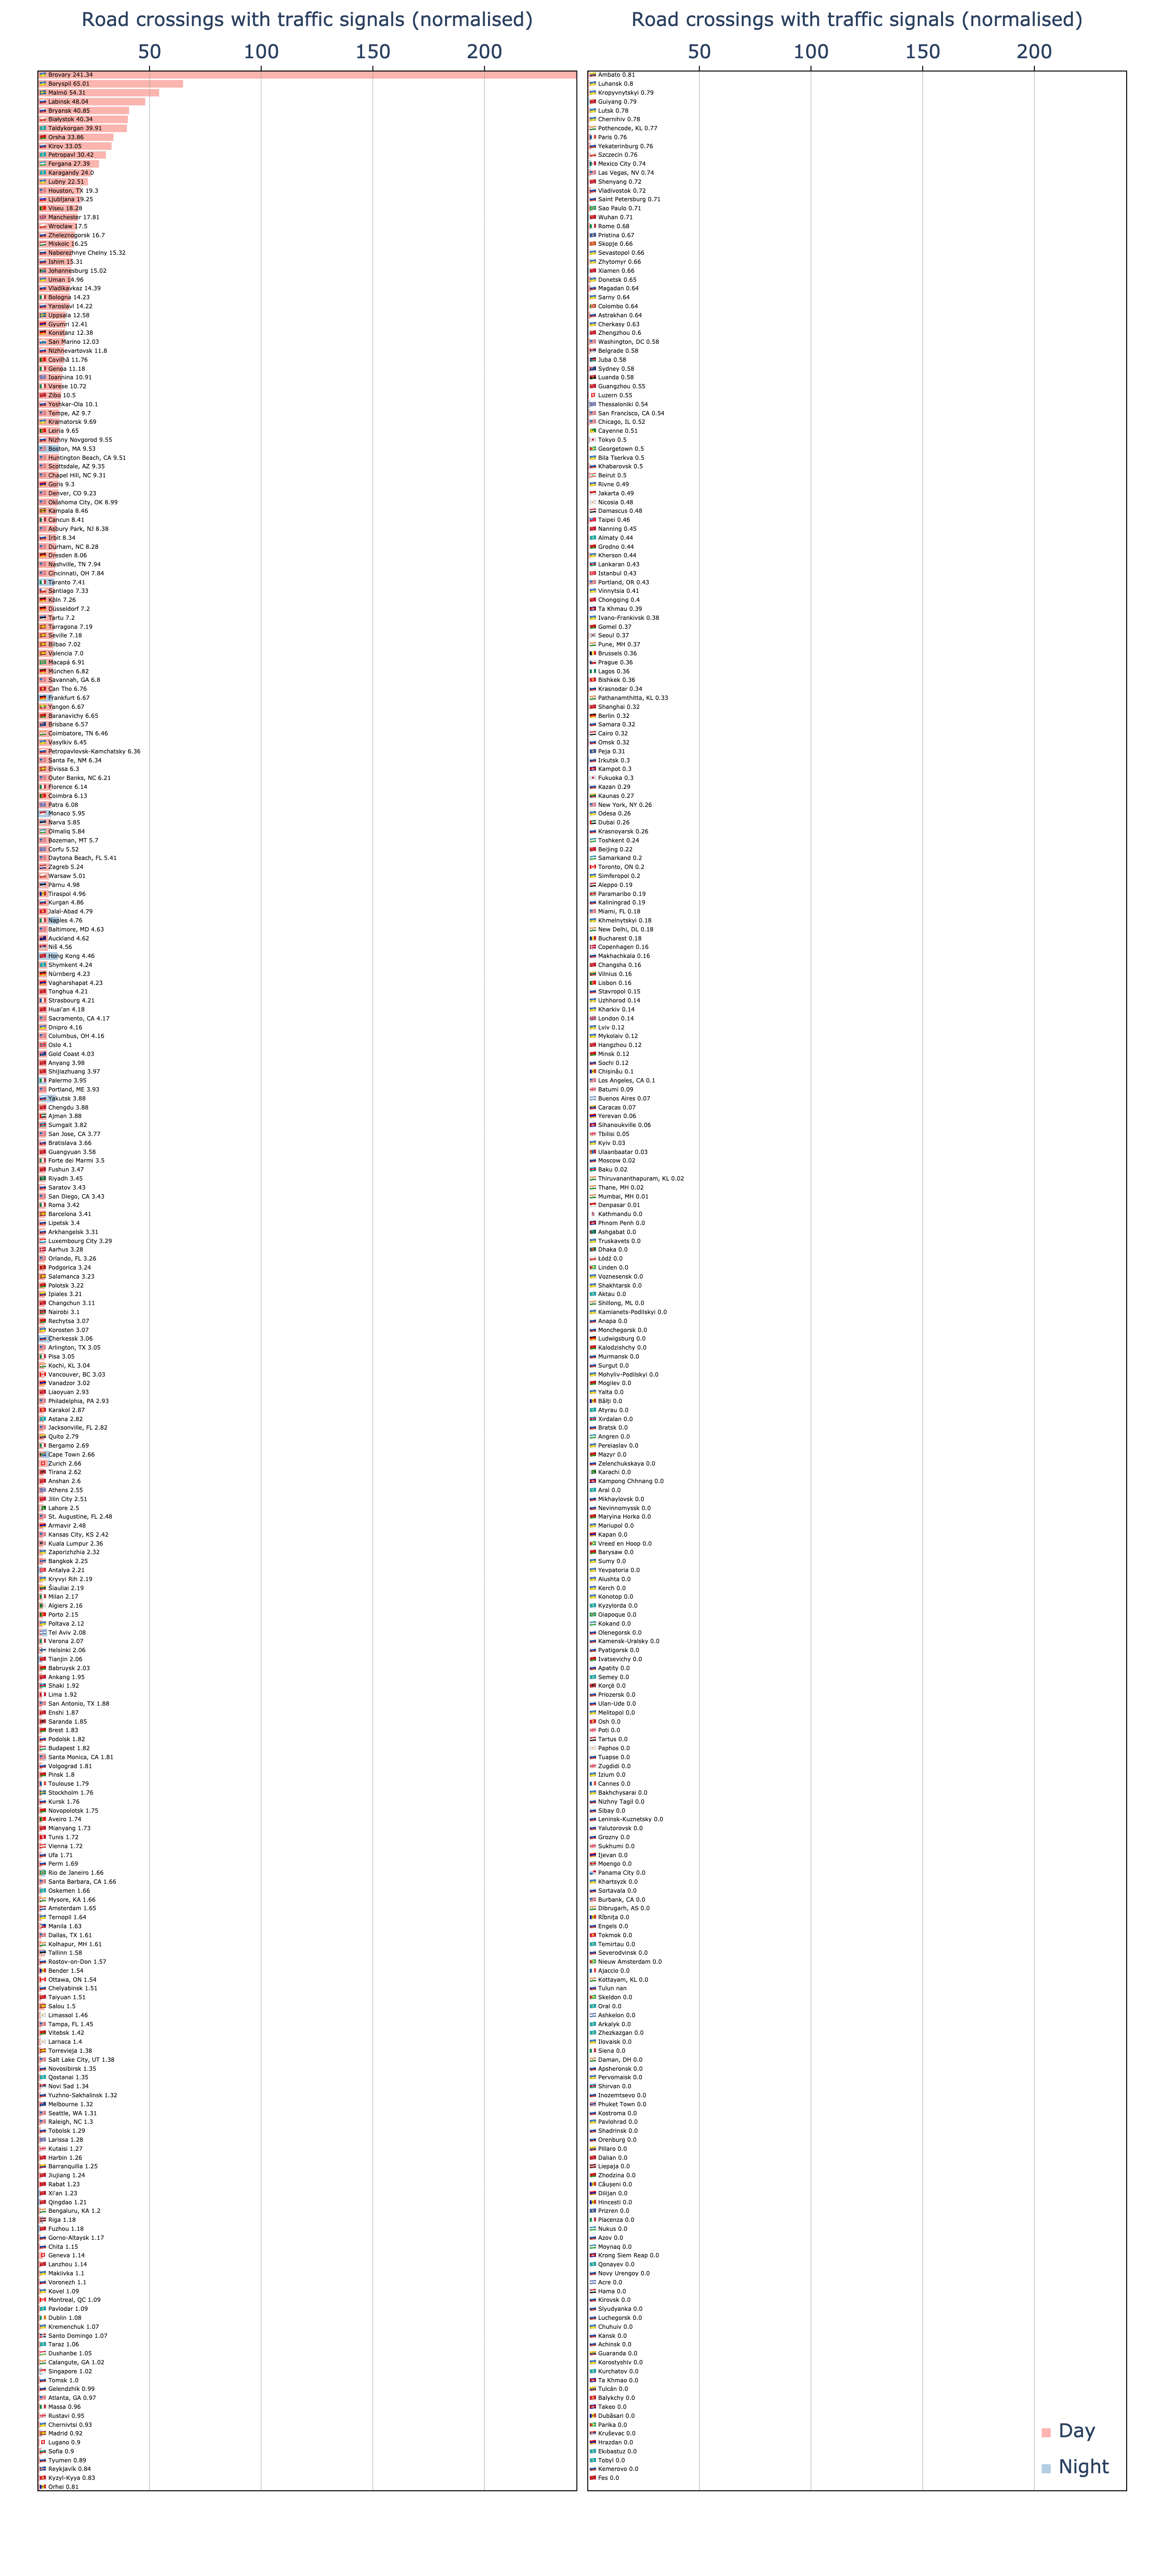 Road crossings with traffic signals (normalised)
50 100 150 200
Brovary 241.34
Boryspil 65.01
Malmö 54.31
Labinsk 48.04
Bryansk 40.85
Białystok 40.34
Taldykorgan 39.91
Orsha 33.86
Kirov 33.05
Petropavl 30.42
Fergana 27.39
Karagandy 24.0
Lubny 22.51
Houston, TX 19.3
Ljubljana 19.25
Viseu 18.28
Manchester 17.81
Wroclaw 17.5
Zheleznogorsk 16.7
Miskolc 16.25
Naberezhnye Chelny 15.32
Ishim 15.31
Johannesburg 15.02
Uman 14.96
Vladikavkaz 14.39
Bologna 14.23
Yaroslavl 14.22
Uppsala 12.58
Gyumri 12.41
Konstanz 12.38
San Marino 12.03
Nizhnevartovsk 11.8
Covilhã 11.76
Genoa 11.18
Ioannina 10.91
Varese 10.72
Zibo 10.5
Yoshkar-Ola 10.1
Tempe, AZ 9.7
Kramatorsk 9.69
Leiria 9.65
Nizhny Novgorod 9.55
Boston, MA 9.53
Huntington Beach, CA 9.51
Scottsdale, AZ 9.35
Chapel Hill, NC 9.31
Goris 9.3
Denver, CO 9.23
Oklahoma City, OK 8.99
Kampala 8.46
Cancun 8.41
Asbury Park, NJ 8.38
Irbit 8.34
Durham, NC 8.28
Dresden 8.06
Nashville, TN 7.94
Cincinnati, OH 7.84
Taranto 7.41
Santiago 7.33
Köln 7.26
Düsseldorf 7.2
Tartu 7.2
Tarragona 7.19
Seville 7.18
Bilbao 7.02
Valencia 7.0
Macapá 6.91
München 6.82
Savannah, GA 6.8
Can Tho 6.76
Frankfurt 6.67
Yangon 6.67
Baranavichy 6.65
Brisbane 6.57
Coimbatore, TN 6.46
Vasylkiv 6.45
Petropavlovsk-Kamchatsky 6.36
Santa Fe, NM 6.34
Eivissa 6.3
Outer Banks, NC 6.21
Florence 6.14
Coimbra 6.13
Patra 6.08
Monaco 5.95
Narva 5.85
Olmaliq 5.84
Bozeman, MT 5.7
Corfu 5.52
Daytona Beach, FL 5.41
Zagreb 5.24
Warsaw 5.01
Pärnu 4.98
Tiraspol 4.96
Kurgan 4.86
Jalal-Abad 4.79
Naples 4.76
Baltimore, MD 4.63
Auckland 4.62
Niš 4.56
Hong Kong 4.46
Shymkent 4.24
Nürnberg 4.23
Vagharshapat 4.23
Tonghua 4.21
Strasbourg 4.21
Huai'an 4.18
Sacramento, CA 4.17
Dnipro 4.16
Columbus, OH 4.16
Oslo 4.1
Gold Coast 4.03
Anyang 3.98
Shijiazhuang 3.97
Palermo 3.95
Portland, ME 3.93
Yakutsk 3.88
Chengdu 3.88
Ajman 3.88
Sumgait 3.82
San Jose, CA 3.77
Bratislava 3.66
Guangyuan 3.58
Forte dei Marmi 3.5
Fushun 3.47
Riyadh 3.45
Saratov 3.43
San Diego, CA 3.43
Roma 3.42
Barcelona 3.41
Lipetsk 3.4
Arkhangelsk 3.31
Luxembourg City 3.29
Aarhus 3.28
Orlando, FL 3.26
Podgorica 3.24
Salamanca 3.23
Polotsk 3.22
Ipiales 3.21
Changchun 3.11
Nairobi 3.1
Rechytsa 3.07
Korosten 3.07
Cherkessk 3.06
Arlington, TX 3.05
Pisa 3.05
Kochi, KL 3.04
Vancouver, BC 3.03
Vanadzor 3.02
Liaoyuan 2.93
Philadelphia, PA 2.93
Karakol 2.87
Astana 2.82
Jacksonville, FL 2.82
Quito 2.79
Bergamo 2.69
Cape Town 2.66
Zurich 2.66
Tirana 2.62
Anshan 2.6
Athens 2.55
Jilin City 2.51
Lahore 2.5
St. Augustine, FL 2.48
Armavir 2.48
Kansas City, KS 2.42
Kuala Lumpur 2.36
Zaporizhzhia 2.32
Bangkok 2.25
Antalya 2.21
Kryvyi Rih 2.19
Šiauliai 2.19
Milan 2.17
Algiers 2.16
Porto 2.15
Poltava 2.12
Tel Aviv 2.08
Verona 2.07
Helsinki 2.06
Tianjin 2.06
Babruysk 2.03
Ankang 1.95
Shaki 1.92
Lima 1.92
San Antonio, TX 1.88
Enshi 1.87
Saranda 1.85
Brest 1.83
Podolsk 1.82
Budapest 1.82
Santa Monica, CA 1.81
Volgograd 1.81
Pinsk 1.8
Toulouse 1.79
Stockholm 1.76
Kursk 1.76
Novopolotsk 1.75
Aveiro 1.74
Mianyang 1.73
Tunis 1.72
Vienna 1.72
Ufa 1.71
Perm 1.69
Rio de Janeiro 1.66
Santa Barbara, CA 1.66
Oskemen 1.66
Mysore, KA 1.66
Amsterdam 1.65
Ternopil 1.64
Manila 1.63
Dallas, TX 1.61
Kolhapur, MH 1.61
Tallinn 1.58
Rostov-on-Don 1.57
Bender 1.54
Ottawa, ON 1.54
Chelyabinsk 1.51
Taiyuan 1.51
Salou 1.5
Limassol 1.46
Tampa, FL 1.45
Vitebsk 1.42
Larnaca 1.4
Torrevieja 1.38
Salt Lake City, UT 1.38
Novosibirsk 1.35
Qostanai 1.35
Novi Sad 1.34
Yuzhno-Sakhalinsk 1.32
Melbourne 1.32
Seattle, WA 1.31
Raleigh, NC 1.3
Tobolsk 1.29
Larissa 1.28
Kutaisi 1.27
Harbin 1.26
Barranquilla 1.25
Jiujiang 1.24
Rabat 1.23
Xi'an 1.23
Qingdao 1.21
Bengaluru, KA 1.2
Riga 1.18
Fuzhou 1.18
Gorno-Altaysk 1.17
Chita 1.15
Geneva 1.14
Lanzhou 1.14
Makiivka 1.1
Voronezh 1.1
Kovel 1.09
Montreal, QC 1.09
Pavlodar 1.09
Dublin 1.08
Kremenchuk 1.07
Santo Domingo 1.07
Taraz 1.06
Dushanbe 1.05
Calangute, GA 1.02
Singapore 1.02
Tomsk 1.0
Gelendzhik 0.99
Atlanta, GA 0.97
Massa 0.96
Rustavi 0.95
Chernivtsi 0.93
Madrid 0.92
Lugano 0.9
Sofia 0.9
Tyumen 0.89
Reykjavik 0.84
Kyzyl-Kyya 0.83
Orhei 0.81
Road crossings with traffic signals (normalised)
50 100 150 200
Ambato 0.81
Luhansk 0.8
Kropyvnytskyi 0.79
Guiyang 0.79
Lutsk 0.78
Chernihiv 0.78
Pothencode, KL 0.77
Paris 0.76
Yekaterinburg 0.76
Szczecin 0.76
Mexico City 0.74
Las Vegas, NV 0.74
Shenyang 0.72
Vladivostok 0.72
Saint Petersburg 0.71
Sao Paulo 0.71
Wuhan 0.71
Rome 0.68
Pristina 0.67
Skopje 0.66
Sevastopol 0.66
Zhytomyr 0.66
Xiamen 0.66
Donetsk 0.65
Magadan 0.64
Sarny 0.64
Colombo 0.64
Astrakhan 0.64
Cherkasy 0.63
Zhengzhou 0.6
Washington, DC 0.58
Belgrade 0.58
Juba 0.58
Sydney 0.58
Luanda 0.58
Guangzhou 0.55
Luzern 0.55
Thessaloniki 0.54
San Francisco, CA 0.54
Chicago, IL 0.52
Cayenne 0.51
Tokyo 0.5
Georgetown 0.5
Bila Tserkva 0.5
Khabarovsk 0.5
Beirut 0.5
Rivne 0.49
Jakarta 0.49
Nicosia 0.48
Damascus 0.48
Taipei 0.46
Nanning 0.45
Almaty 0.44
Grodno 0.44
Kherson 0.44
Lankaran 0.43
Istanbul 0.43
Portland, OR 0.43
Vinnytsia 0.41
Chongqing 0.4
Ta Khmau 0.39
Ivano-Frankivsk 0.38
Gomel 0.37
Seoul 0.37
Pune, MH 0.37
Brussels 0.36
Prague 0.36
Lagos 0.36
Bishkek 0.36
Krasnodar 0.34
Pathanamthitta, KL 0.33
Shanghai 0.32
Berlin 0.32
Samara 0.32
Cairo 0.32
Omsk 0.32
Peja 0.31
Irkutsk 0.3
Kampot 0.3
Fukuoka 0.3
Kazan 0.29
Kaunas 0.27
New York, NY 0.26
Odesa 0.26
Dubai 0.26
Krasnoyarsk 0.26
Toshkent 0.24
Beijing 0.22
Samarkand 0.2
Toronto, ON 0.2
Simferopol 0.2
Aleppo 0.19
Paramaribo 0.19
Kaliningrad 0.19
Miami, FL 0.18
Khmelnytskyi 0.18
New Delhi, DL 0.18
Bucharest 0.18
Copenhagen 0.16
Makhachkala 0.16
Changsha 0.16
Vilnius 0.16
Lisbon 0.16
Stavropol 0.15
Uzhhorod 0.14
Kharkiv 0.14
London 0.14
Lviv 0.12
Mykolaiv 0.12
Hangzhou 0.12
Minsk 0.12
Sochi 0.12
Chișinău 0.1
Los Angeles, CA 0.1
Batumi 0.09
Buenos Aires 0.07
Caracas 0.07
Yerevan 0.06
Sihanoukville 0.06
Tbilisi 0.05
Kyiv 0.03
Ulaanbaatar 0.03
Moscow 0.02
Baku 0.02
Thiruvananthapuram, KL 0.02
Thane, MH 0.02
Mumbai, MH 0.01
Denpasar 0.01
Kathmandu 0.0
Phnom Penh 0.0
Ashgabat 0.0
Truskavets 0.0
Dhaka 0.0
Łódź 0.0
Linden 0.0
Voznesensk 0.0
Shakhtarsk 0.0
Aktau 0.0
Shillong, ML 0.0
Kamianets-Podilskyi 0.0
Anapa 0.0
Monchegorsk 0.0
Ludwigsburg 0.0
Kalodzishchy 0.0
Murmansk 0.0
Surgut 0.0
Mohyliv-Podilskyi 0.0
Mogilev 0.0
Yalta 0.0
Bălți 0.0
Atyrau 0.0
Xırdalan 0.0
Bratsk 0.0
Angren 0.0
Pereiaslav 0.0
Mazyr 0.0
Zelenchukskaya 0.0
Karachi 0.0
Kampong Chhnang 0.0
Aral 0.0
Mikhaylovsk 0.0
Nevinnomyssk 0.0
Maryina Horka 0.0
Mariupol 0.0
Kapan 0.0
Vreed en Hoop 0.0
Barysaw 0.0
Sumy 0.0
Yevpatoria 0.0
Alushta 0.0
Kerch 0.0
Konotop 0.0
Kyzylorda 0.0
Oiapoque 0.0
Kokand 0.0
Olenegorsk 0.0
Kamensk-Uralsky 0.0
Pyatigorsk 0.0
Ivatsevichy 0.0
Apatity 0.0
Semey 0.0
Korçë 0.0
Priozersk 0.0
Ulan-Ude 0.0
Melitopol 0.0
Osh 0.0
Poti 0.0
Tartus 0.0
Paphos 0.0
Tuapse 0.0
Zugdidi 0.0
Izium 0.0
Cannes 0.0
Bakhchysarai 0.0
Nizhny Tagil 0.0
Sibay 0.0
Leninsk-Kuznetsky 0.0
Yalutorovsk 0.0
Grozny 0.0
Sukhumi 0.0
Ijevan 0.0
Moengo 0.0
Panama City 0.0
Khartsyzk 0.0
Sortavala 0.0
Burbank, CA 0.0
Dibrugarh, AS 0.0
Rîbnița 0.0
Engels 0.0
Tokmok 0.0
Temirtau 0.0
Severodvinsk 0.0
Nieuw Amsterdam 0.0
Ajaccio 0.0
Kottayam, KL 0.0
Tulun nan
Skeldon 0.0
Oral 0.0
Ashkelon 0.0
Arkalyk 0.0
Zhezkazgan 0.0
Ilovaisk 0.0
Siena 0.0
Daman, DH 0.0
Apsheronsk 0.0
Pervomaisk 0.0
Shirvan 0.0
Inozemtsevo 0.0
Phuket Town 0.0
Kostroma 0.0
Pavlohrad 0.0
Shadrinsk 0.0
Orenburg 0.0
Pillaro 0.0
Dalian 0.0
Liepaja 0.0
Zhodzina 0.0
Căușeni 0.0
Dilijan 0.0
Hincesti 0.0
Prizren 0.0
Piacenza 0.0
Nukus 0.0
Azov 0.0
Moynaq 0.0
Krong Siem Reap 0.0
Qonayev 0.0
Novy Urengoy 0.0
Acre 0.0
Hama 0.0
Kirovsk 0.0
Slyudyanka 0.0
Luchegorsk 0.0
Chuhuiv 0.0
Kansk 0.0
Achinsk 0.0
Guaranda 0.0
Korostyshiv 0.0
Kurchatov 0.0
Ta Khmao 0.0
Tulcán 0.0
Balykchy 0.0
Takeo 0.0
Dubăsari 0.0
Parika 0.0
Kruševac 0.0
Hrazdan 0.0
Ekibastuz 0.0
Tobyl 0.0
Kemerovo 0.0
Fes 0.0
Day
Night